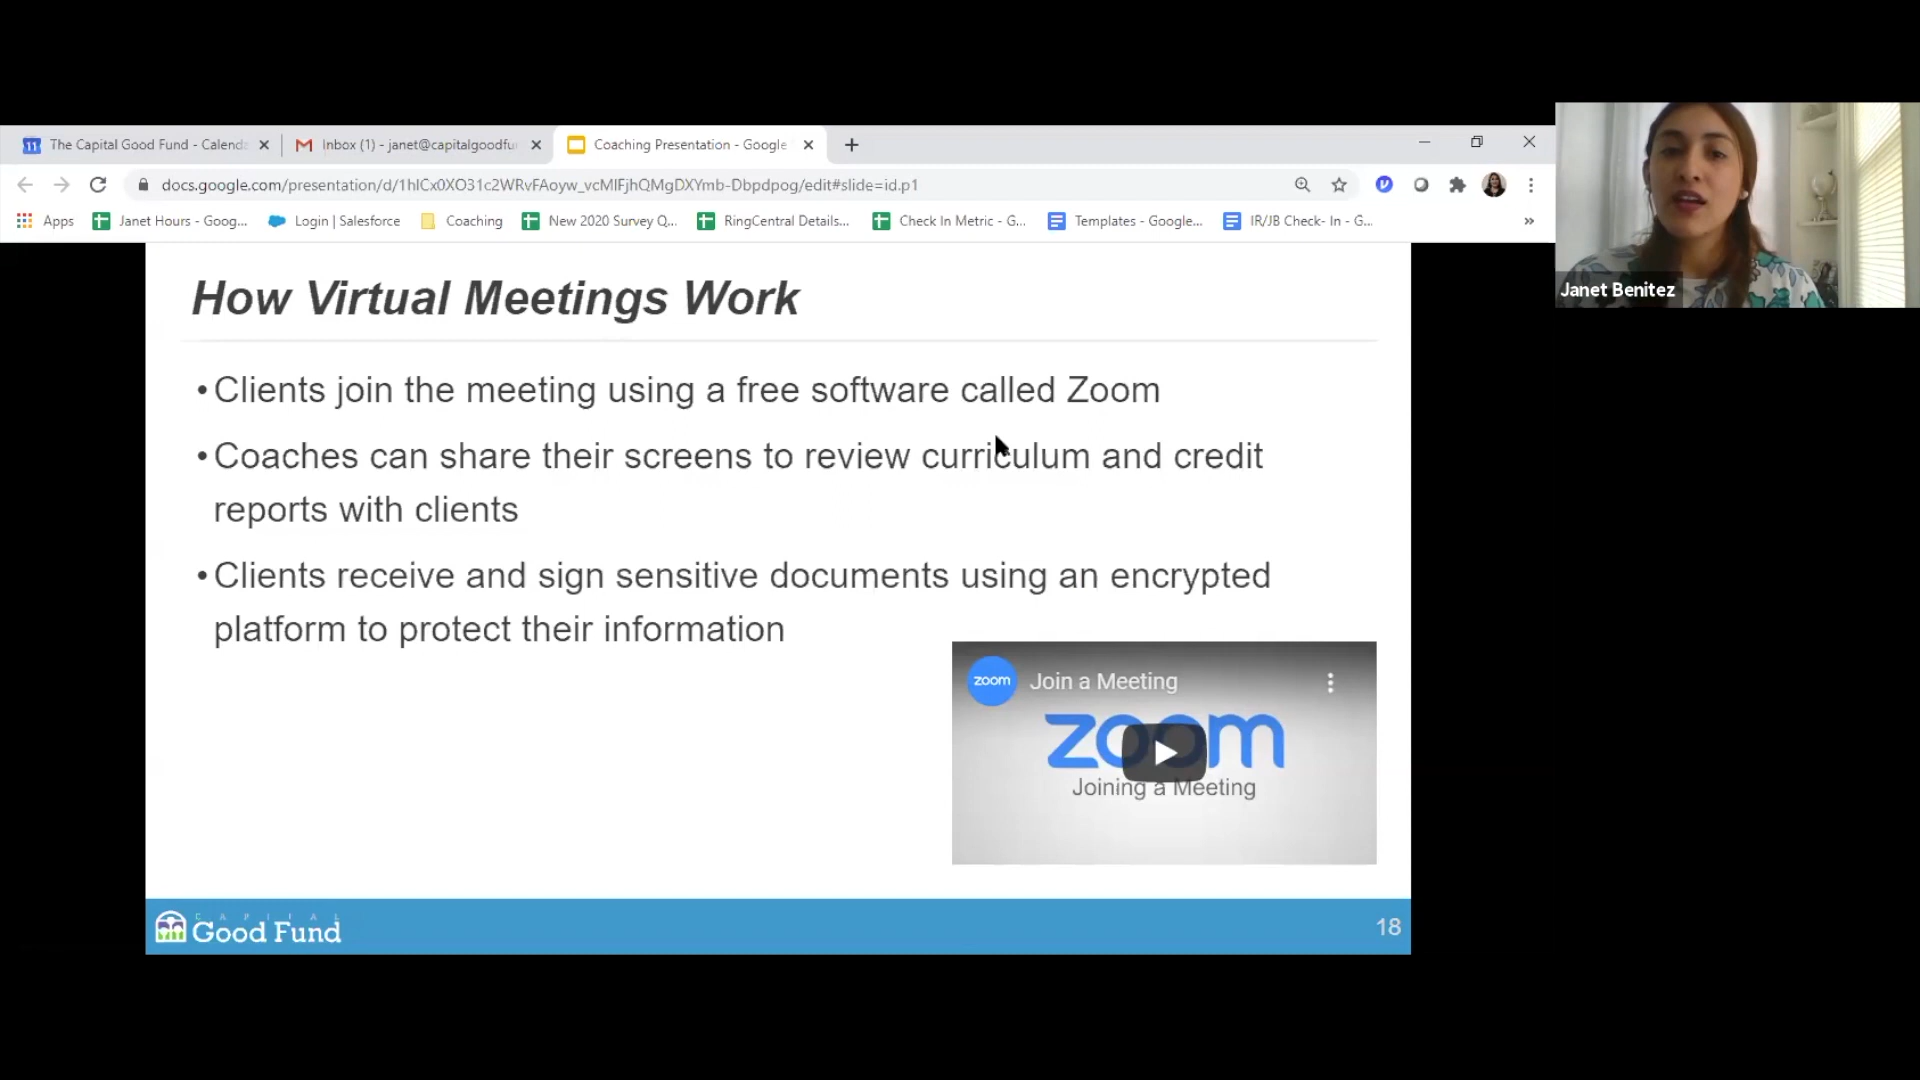 The Capital Good Fund - Calend
Inbox (1) - janet@capitalgoodfu
Coaching Presentation - Google
docs.google.com/presentation/d/1hICx0XO31c2WRvFAoyw_vcMlFjhQMgDXYmb-Dbpdpog/edit#slide=id.p1
Apps
Janet Hours - Goog...
Login | Salesforce
Coaching
New 2020 Survey Q...
RingCentral Details...
Check In Metric - G...
Templates - Google...
IR/JB Check- In - G...
»
Janet Benitez
How Virtual Meetings Work
•Clients join the meeting using a free software called Zoom
•Coaches can share their screens to review curriculum and credit
reports with clients
•Clients receive and sign sensitive documents using an encrypted
platform to protect their information
zoom
Join a Meeting
zoom
Joining a Meeting
CAPITAL
Good Fund
18